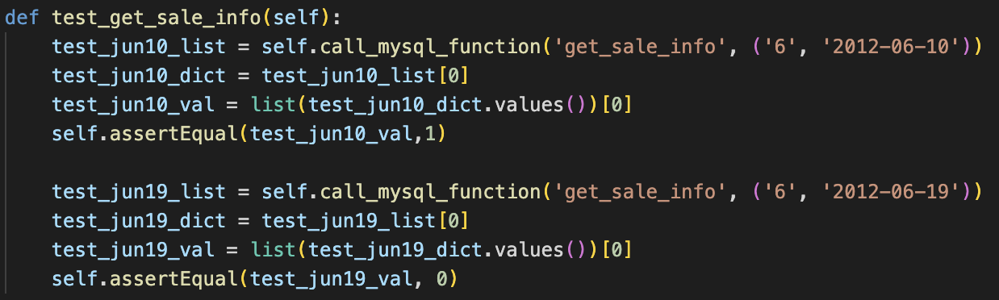 def test_get_sale_info(self):
    test_jun10_list = self.call_mysql_function('get_sale_info', ('6', '2012-06-10'))
    test_jun10_dict = test_jun10_list[0]
    test_jun10_val = list(test_jun10_dict.values())[0]
    self.assertEqual(test_jun10_val,1)

    test_jun19_list = self.call_mysql_function('get_sale_info', ('6', '2012-06-19'))
    test_jun19_dict = test_jun19_list[0]
    test_jun19_val = list(test_jun19_dict.values())[0]
    self.assertEqual(test_jun19_val, 0)